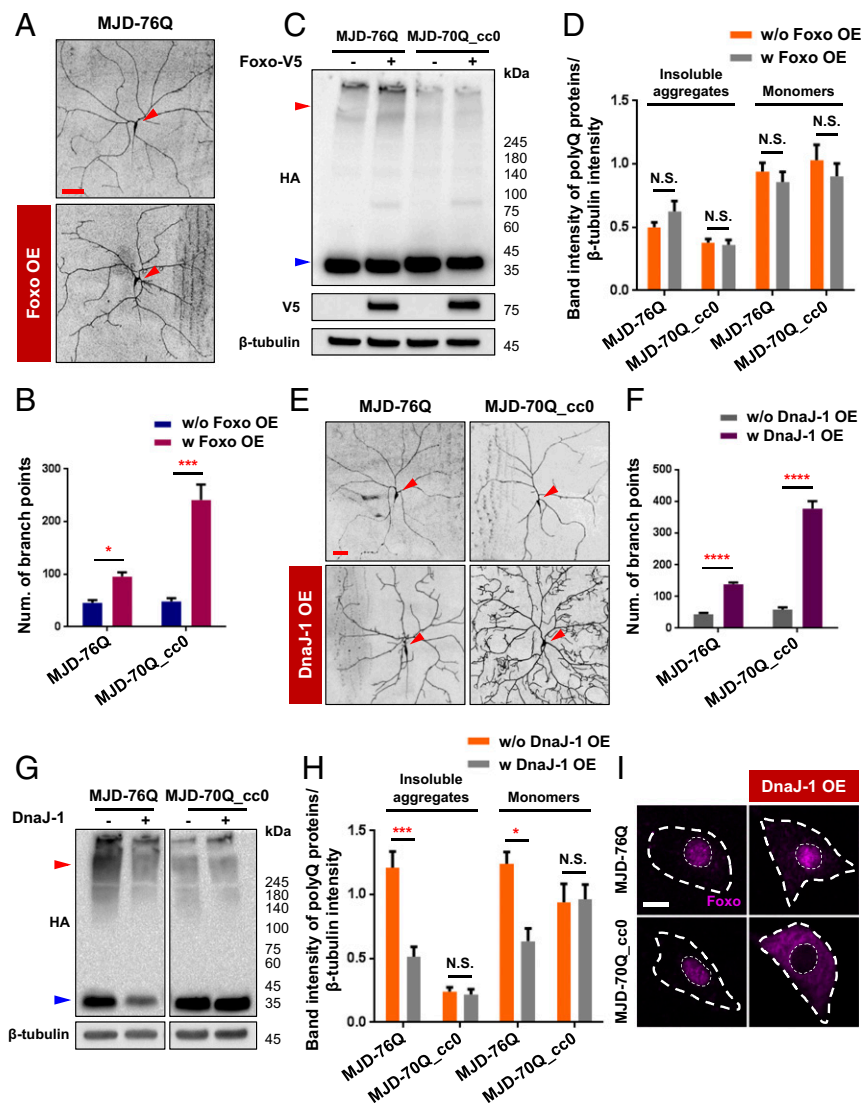 A
MJD-76Q
Foxo OE
B
w/o Foxo OE
w Foxo OE
Num. of branch points
300
200
100
0
*
***
MJD-76Q
MJD-70Q_cc0
C
MJD-76Q
MJD-70Q_cc0
Foxo-V5
-
+
-
+
kDa
HA
245
180
140
100
75
60
45
35
V5
75
β-tubulin
45
D
w/o Foxo OE
w Foxo OE
Insoluble
aggregates
Monomers
Band intensity of polyQ proteins/
β-tubulin intensity
1.5
1.0
0.5
0.0
N.S.
N.S.
N.S.
N.S.
MJD-76Q
MJD-70Q_cc0
MJD-76Q
MJD-70Q_cc0
E
MJD-76Q
MJD-70Q_cc0
DnaJ-1 OE
F
w/o DnaJ-1 OE
w DnaJ-1 OE
Num. of branch points
500
400
300
200
100
0
****
****
MJD-76Q
MJD-70Q_cc0
G
MJD-76Q
MJD-70Q_cc0
DnaJ-1
-
+
-
+
kDa
HA
245
180
140
100
75
60
45
35
β-tubulin
45
H
w/o DnaJ-1 OE
w DnaJ-1 OE
Insoluble
aggregates
Monomers
Band intensity of polyQ proteins/
β-tubulin intensity
1.5
1.0
0.5
0.0
***
N.S.
*
N.S.
MJD-76Q
MJD-70Q_cc0
MJD-76Q
MJD-70Q_cc0
I
DnaJ-1 OE
MJD-76Q
Foxo
MJD-70Q_cc0